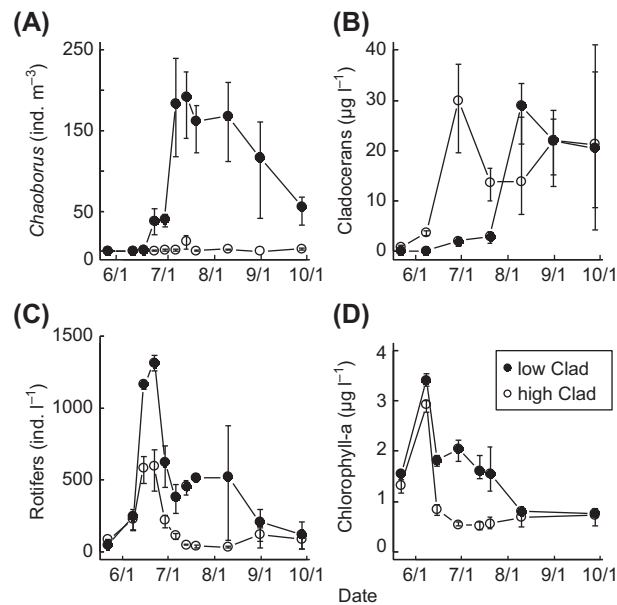 (A)
Chaoborus (ind. m⁻³)
250
150
50
0
6/1 7/1 8/1 9/1 10/1
(B)
Cladocerans (µg l⁻¹)
40
30
20
10
0
6/1 7/1 8/1 9/1 10/1
(C)
Rotifers (ind. l⁻¹)
1500
1000
500
0
6/1 7/1 8/1 9/1 10/1
(D)
Chlorophyll-a (µg l⁻¹)
4
3
2
1
0
low Clad
high Clad
6/1 7/1 8/1 9/1 10/1
Date